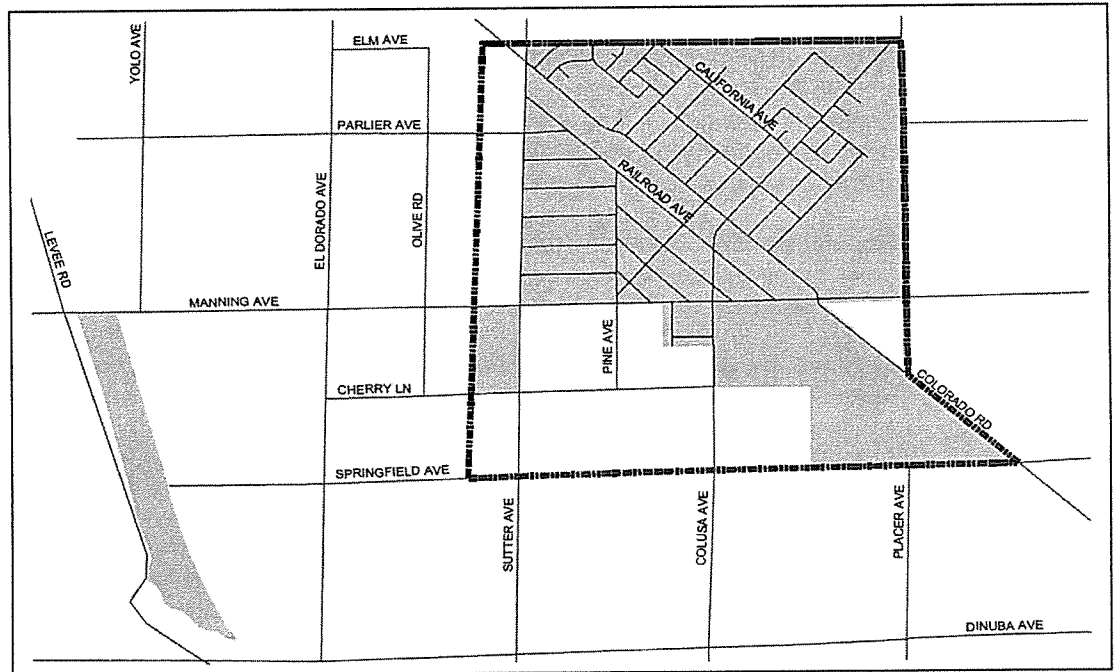 YOLO AVE
ELM AVE
CALIFORNIA AVE
PARLIER AVE
RAILROAD AVE
EL DORADO AVE
OLIVE RD
LEVEE RD
MANNING AVE
PINE AVE
CHERRY LN
COLORADO RD
SPRINGFIELD AVE
SUTTER AVE
COLUSA AVE
PLACER AVE
DINUBA AVE